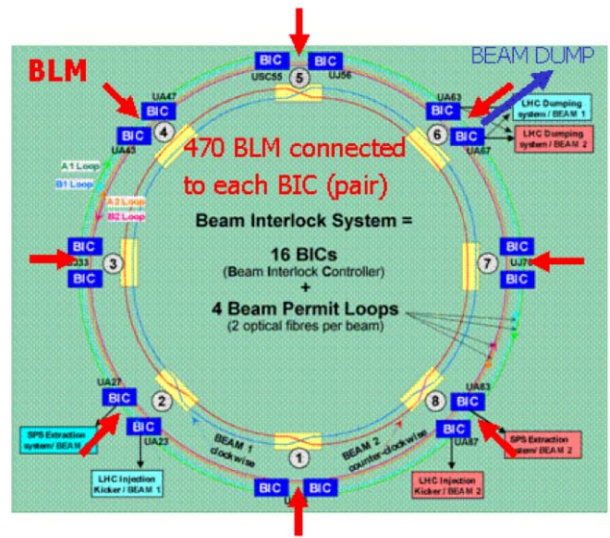 BLM
BEAM DUMP
BIC
BIC
USC55
UJ56
5
UA47
BIC
BIC
UA43
4
UA63
BIC
BIC
UA67
6
LHC Dumping
system / BEAM 1
LHC Dumping
system / BEAM 2
470 BLM connected
to each BIC (pair)
A1 Loop
B1 Loop
A2 Loop
B2 Loop
Beam Interlock System =
16 BICs
(Beam Interlock Controller)
+
4 Beam Permit Loops
(2 optical fibres per beam)
BIC
BIC
3
7
BIC
BIC
UA27
BIC
BIC
UA23
2
UA83
BIC
BIC
UA87
8
SPS Extraction
system/ BEAM
SPS Extraction
system/ BEAM 2
BEAM 1
clockwise
BEAM 2
counter-clockwise
1
LHC Injection
Kicker / BEAM 1
LHC Injection
Kicker / BEAM 2
BIC
BIC